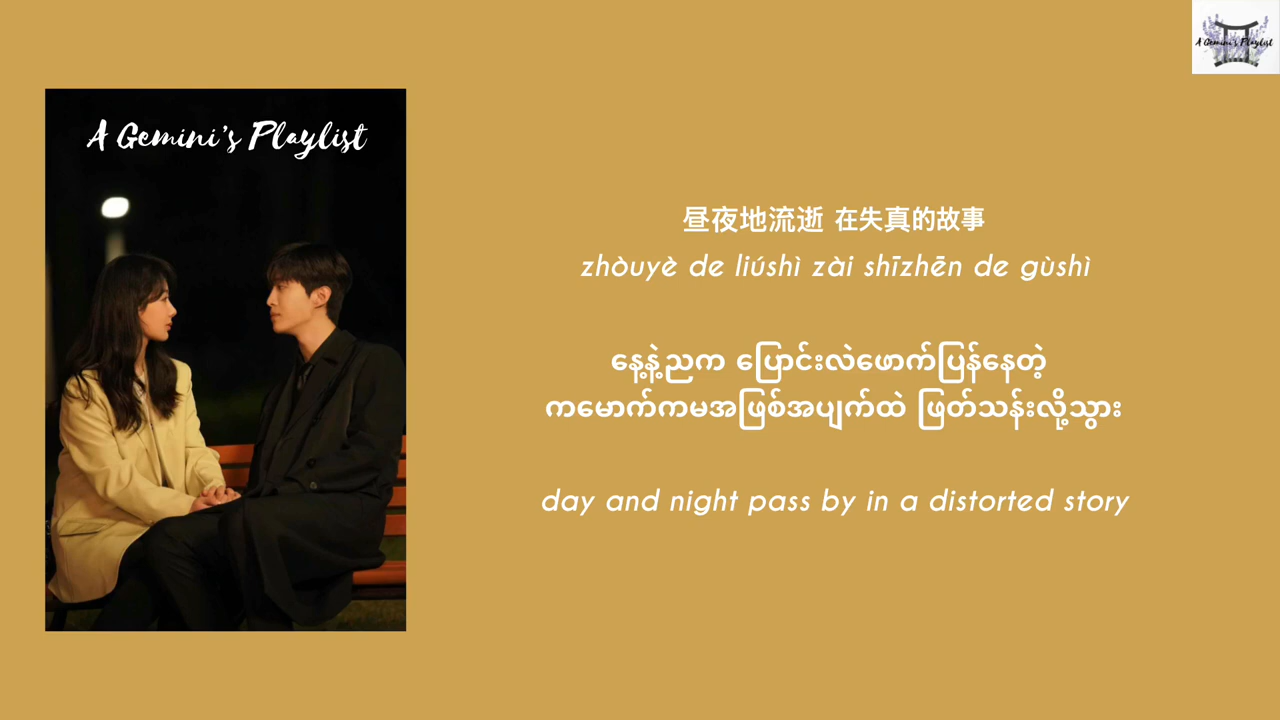 A Gemini's Playlist
A Gemini's Playlist
昼夜地流逝 在失真的故事
zhòuyè de liúshì zài shīzhēn de gùshì
နေ့နဲ့ညက ပြောင်းလဲဖောက်ပြန်နေတဲ့
ကမောက်ကမအဖြစ်အပျက်ထဲ ဖြတ်သန်းလို့သွား
day and night pass by in a distorted story